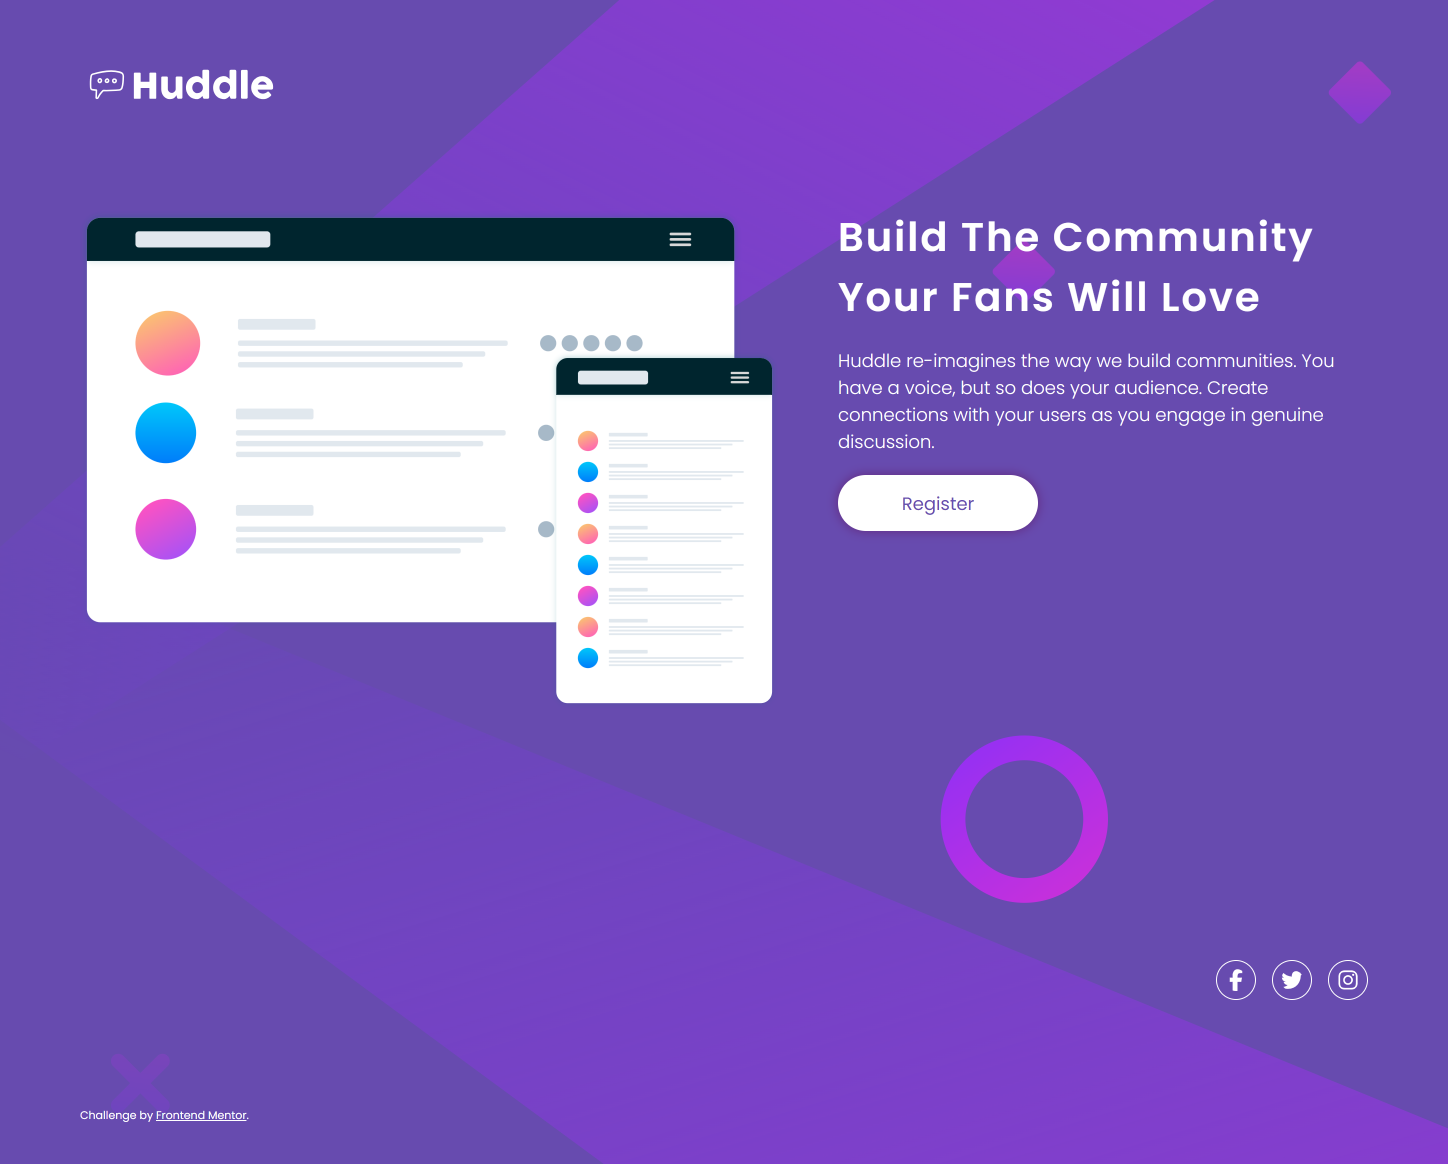 Huddle
Build The Community
Your Fans Will Love
Huddle re-imagines the way we build communities. You
have a voice, but so does your audience. Create
connections with your users as you engage in genuine
discussion.
Register
Challenge by Frontend Mentor.